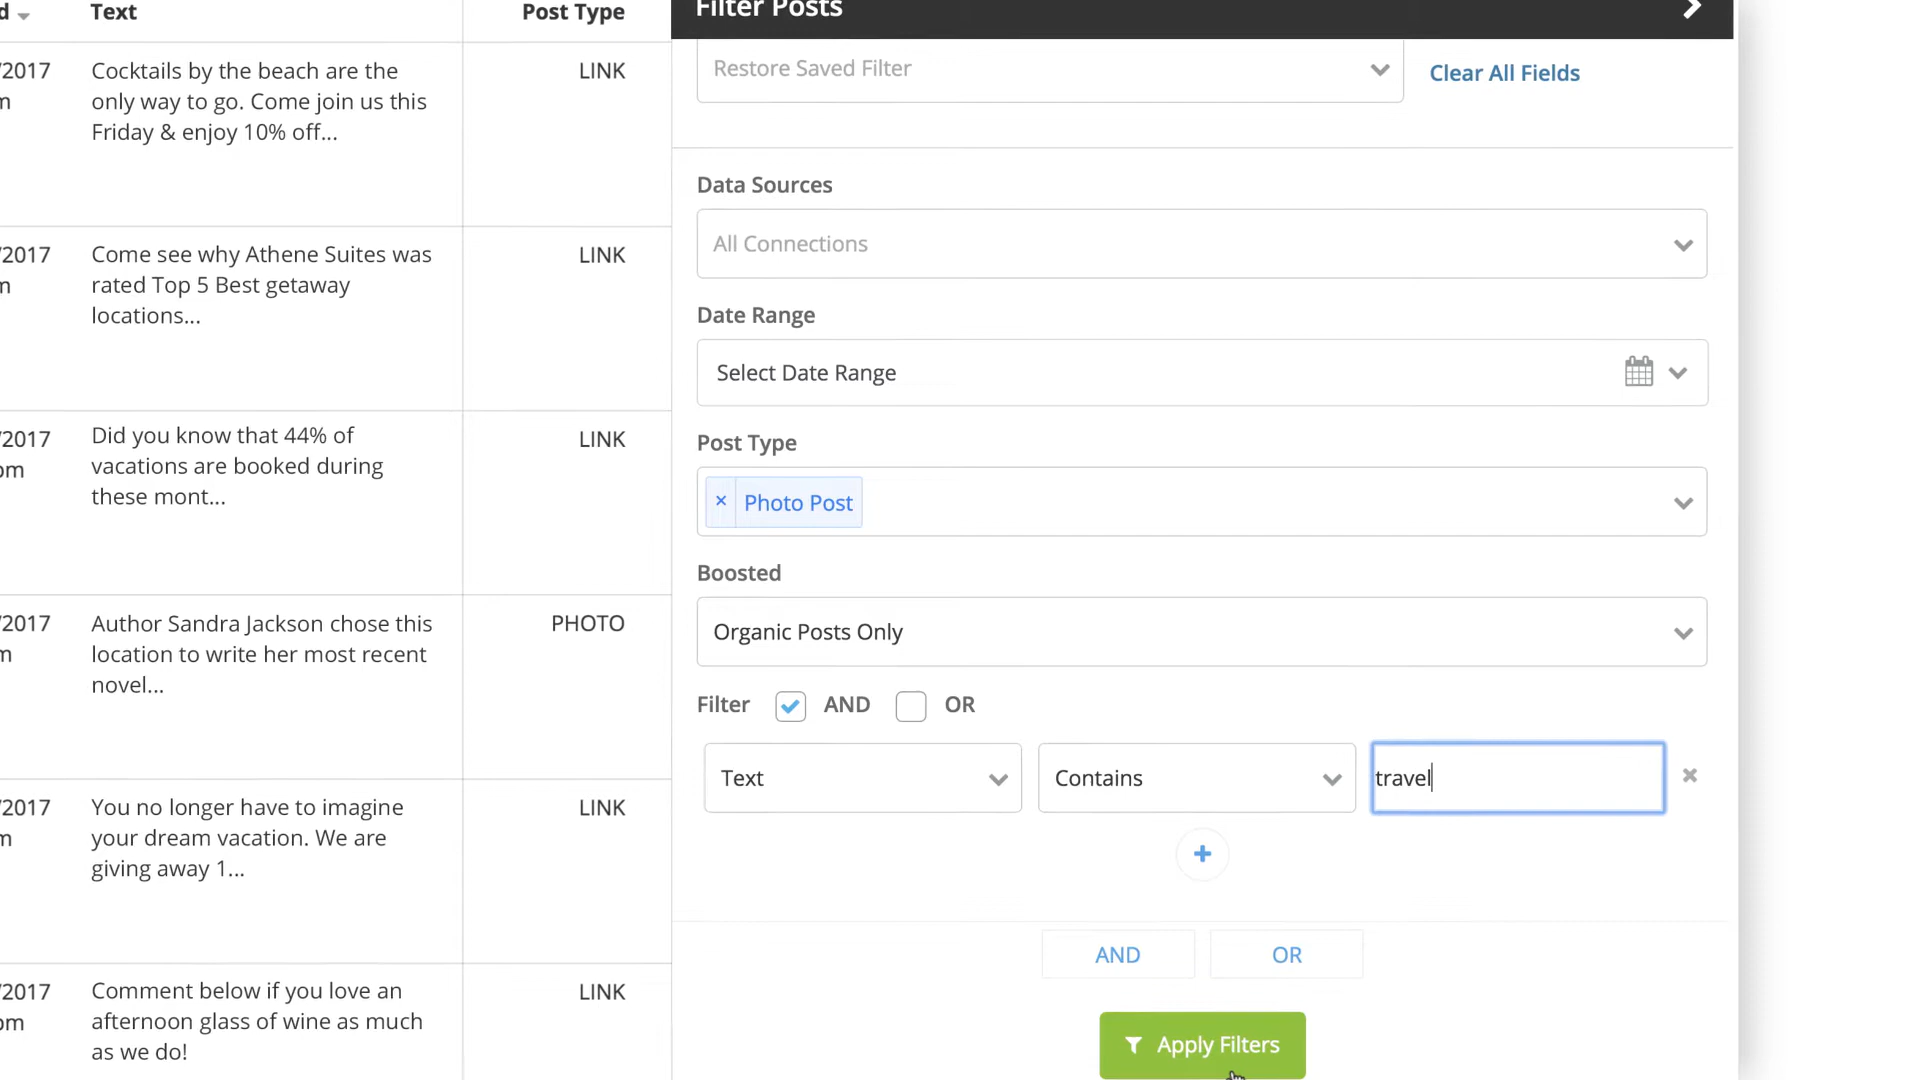 Text
Post Type
/2017
Cocktails by the beach are the
only way to go. Come join us this
Friday & enjoy 10% off...
LINK
/2017
Come see why Athene Suites was
rated Top 5 Best getaway
locations...
LINK
/2017
Did you know that 44% of
vacations are booked during
these mont...
LINK
/2017
Author Sandra Jackson chose this
location to write her most recent
novel...
PHOTO
/2017
You no longer have to imagine
your dream vacation. We are
giving away 1...
LINK
/2017
Comment below if you love an
afternoon glass of wine as much
as we do!
LINK
Filter Posts
Restore Saved Filter
Clear All Fields
Data Sources
All Connections
Date Range
Select Date Range
Post Type
× Photo Post
Boosted
Organic Posts Only
Filter AND OR
Text Contains travel
AND OR
Apply Filters